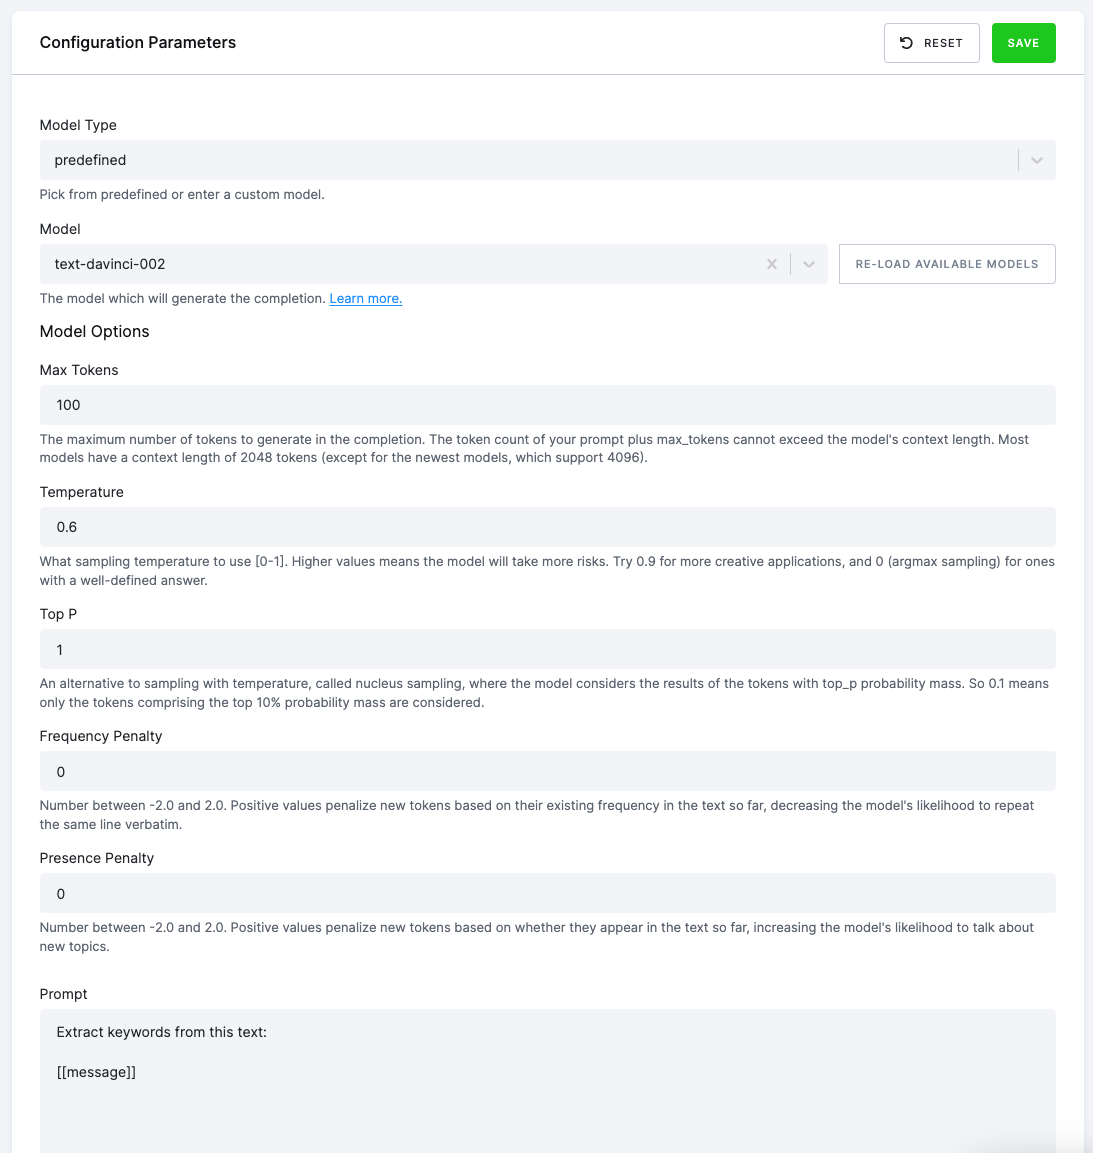 Configuration Parameters
RESET
SAVE
Model Type
predefined
Pick from predefined or enter a custom model.
Model
text-davinci-002
RE-LOAD AVAILABLE MODELS
The model which will generate the completion. Learn more.
Model Options
Max Tokens
100
The maximum number of tokens to generate in the completion. The token count of your prompt plus max_tokens cannot exceed the model's context length. Most
models have a context length of 2048 tokens (except for the newest models, which support 4096).
Temperature
0.6
What sampling temperature to use [0-1]. Higher values means the model will take more risks. Try 0.9 for more creative applications, and 0 (argmax sampling) for ones
with a well-defined answer.
Top P
1
An alternative to sampling with temperature, called nucleus sampling, where the model considers the results of the tokens with top_p probability mass. So 0.1 means
only the tokens comprising the top 10% probability mass are considered.
Frequency Penalty
0
Number between -2.0 and 2.0. Positive values penalize new tokens based on their existing frequency in the text so far, decreasing the model's likelihood to repeat
the same line verbatim.
Presence Penalty
0
Number between -2.0 and 2.0. Positive values penalize new tokens based on whether they appear in the text so far, increasing the model's likelihood to talk about
new topics.
Prompt
Extract keywords from this text:
[[message]]